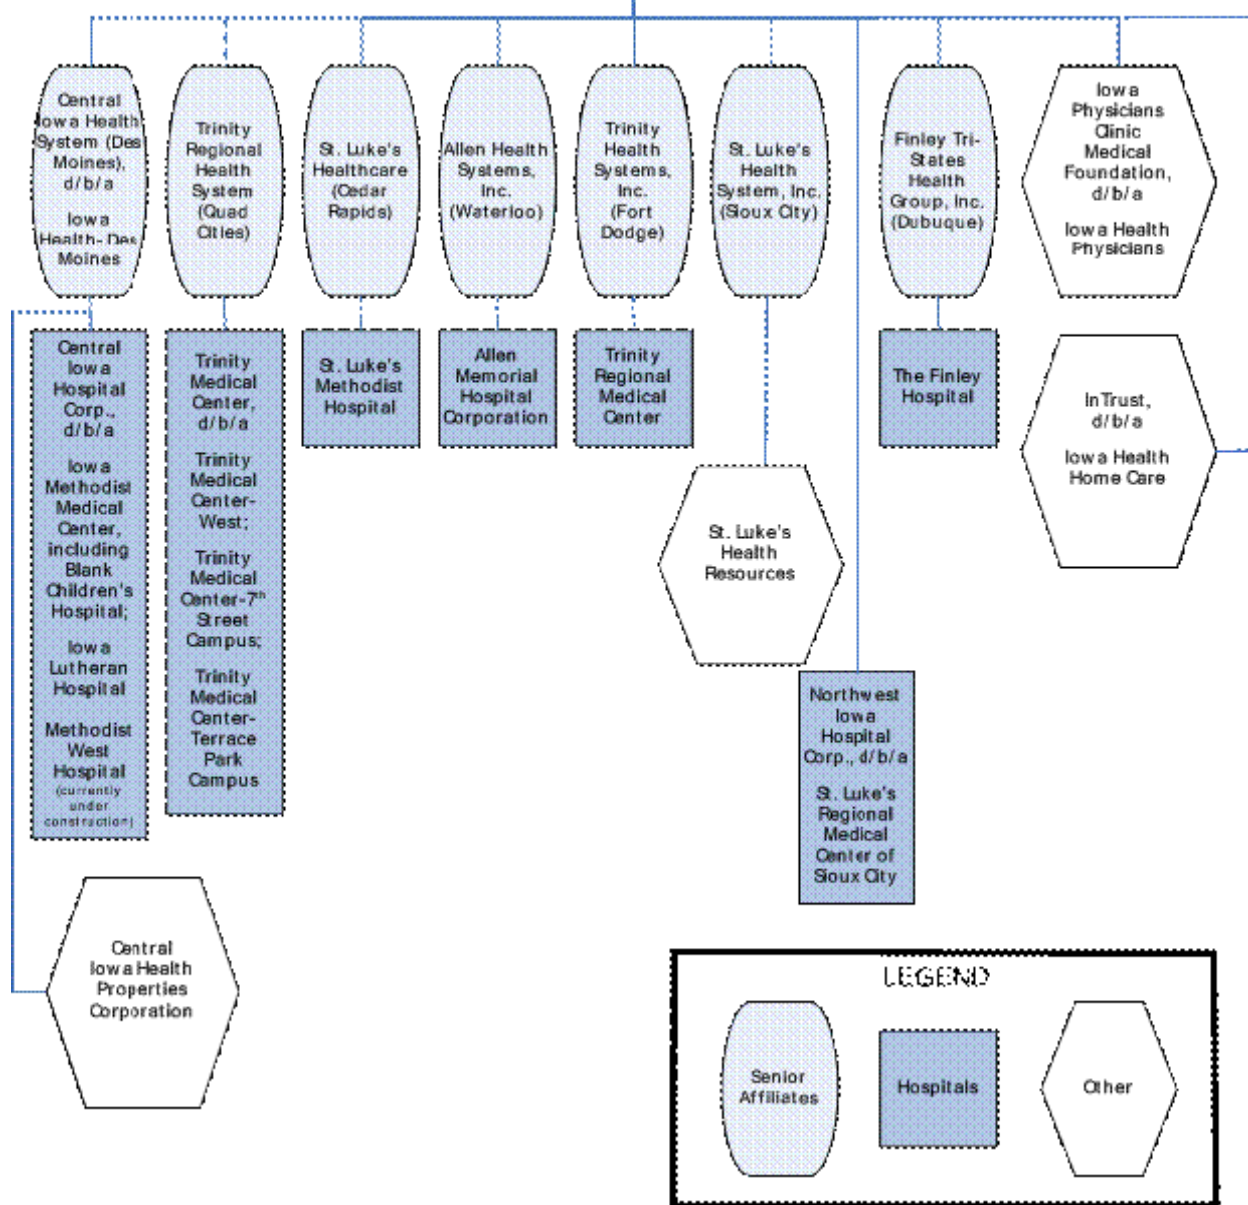 Central
Iowa Health
System (Des
Moines),
d/b/a
Iowa
Health-Des
Moines
Trinity
Regional
Health
System
(Quad
Cities)
St. Luke's
Healthcare
(Cedar
Rapids)
Allen Health
Systems,
Inc.
(Waterloo)
Trinity
Health
Systems,
Inc.
(Fort
Dodge)
St. Luke's
Health
System, Inc.
(Sioux City)
Finley Tri-
States
Health
Group, Inc.
(Dubuque)
Iowa
Physicians
Clinic
Medical
Foundation,
d/b/a
Iowa Health
Physicians
Central
Iowa
Hospital
Corp.,
d/b/a
Iowa
Methodist
Medical
Center,
including
Blank
Children's
Hospital;
Iowa
Lutheran
Hospital
Methodist
West
Hospital
(currently
under
construction)
Trinity
Medical
Center,
d/b/a
Trinity
Medical
Center-
West;
Trinity
Medical
Center-7th
Street
Campus;
Trinity
Medical
Center-
Terrace
Park
Campus
St. Luke's
Methodist
Hospital
Allen
Memorial
Hospital
Corporation
Trinity
Regional
Medical
Center
The Finley
Hospital
InTrust,
d/b/a
Iowa Health
Home Care
St. Luke's
Health
Resources
Northwest
Iowa
Hospital
Corp., d/b/a
St. Luke's
Regional
Medical
Center of
Sioux City
Central
Iowa Health
Properties
Corporation
LEGEND
Senior
Affiliates
Hospitals
Other